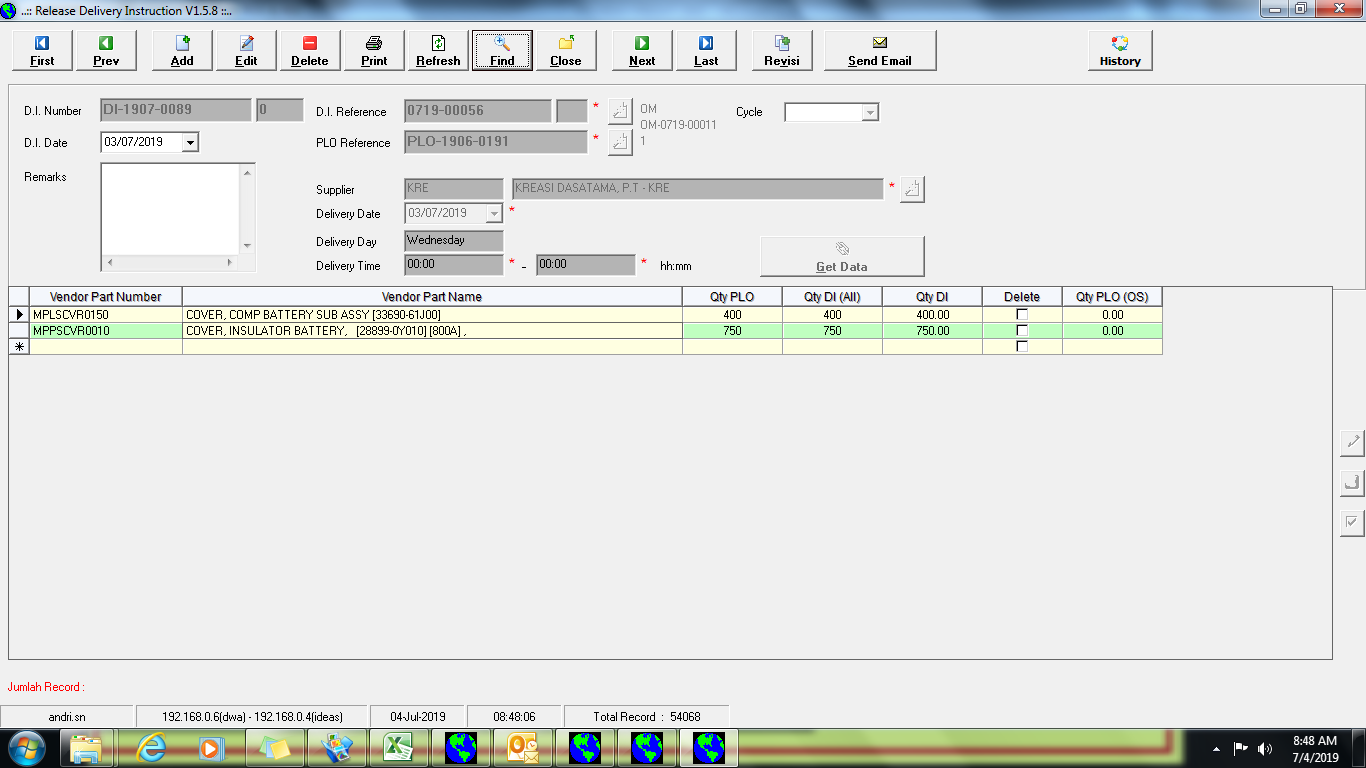 ..:: Release Delivery Instruction V1.5.8 ::..
First Prev Add Edit Delete Print Refresh Find Close Next Last Revisi Send Email History
D.I. Number DI-1907-0089 0 D.I. Reference 0719-00056 * OM Cycle
OM-0719-00011
D.I. Date 03/07/2019 PLO Reference PLO-1906-0191 * 1
Remarks
Supplier KRE KREASI DASATAMA, P.T - KRE *
Delivery Date 03/07/2019 *
Delivery Day Wednesday
Delivery Time 00:00 * - 00:00 * hh:mm
Get Data
Vendor Part Number Vendor Part Name Qty PLO Qty DI (All) Qty DI Delete Qty PLO (OS)
MPLSCVR0150 COVER, COMP BATTERY SUB ASSY [33690-61J00] 400 400 400.00 0.00
MPPSCVR0010 COVER, INSULATOR BATTERY, [28899-0Y010] [800A] , 750 750 750.00 0.00
Jumlah Record :
andri.sn 192.168.0.6(dwa) - 192.168.0.4(ideas) 04-Jul-2019 08:48:06 Total Record : 54068
8:48 AM
7/4/2019